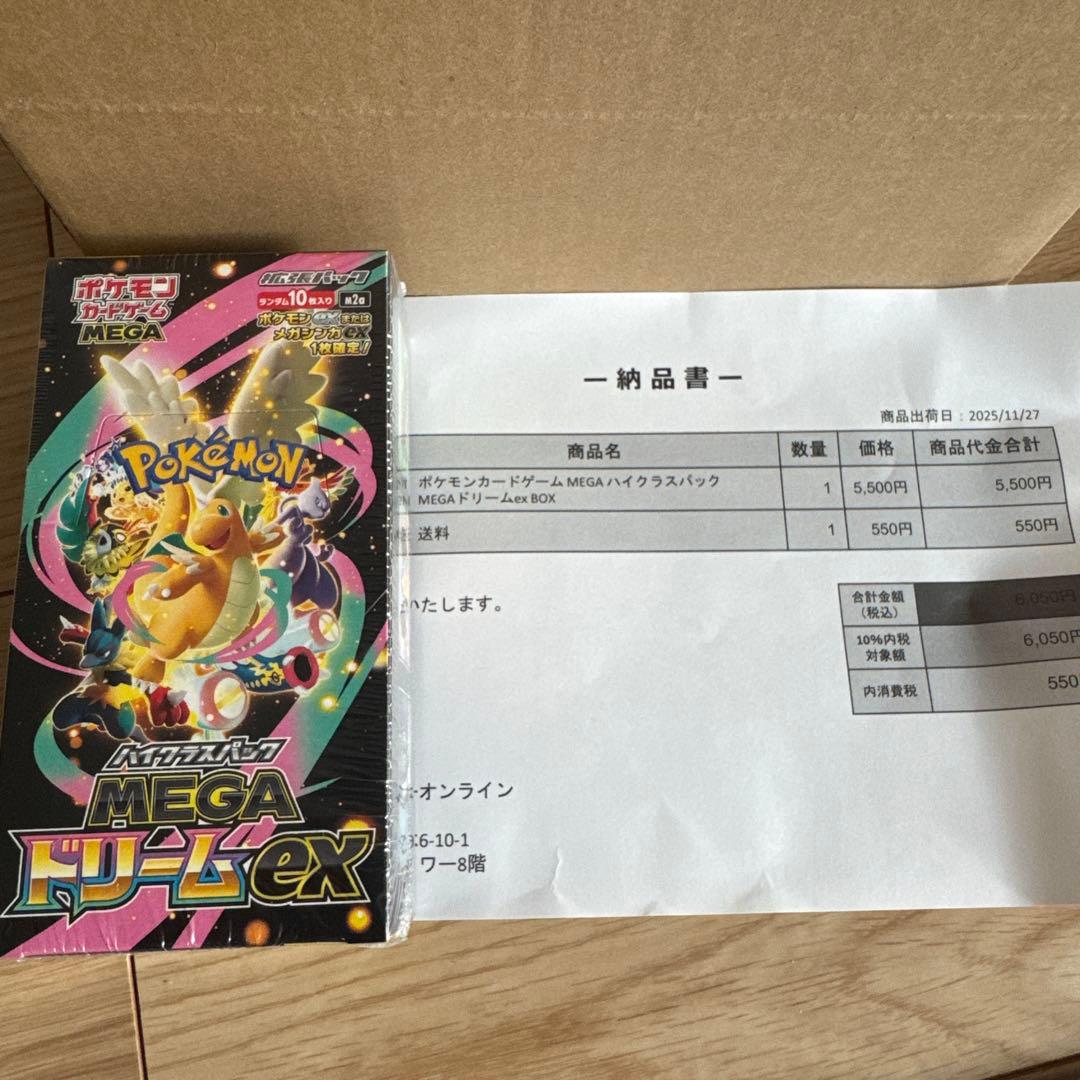 ポケモン
カードゲーム
MEGA
拡張パック
ランダム10枚入り M2a
ポケモンexまたは
メガシンカex
1枚確定!
POKÉMON
ハイクラスパック
MEGA
ドリームex
ー納品書ー
商品出荷日:2025/11/27
商品名 数量 価格 商品代金合計
ポケモンカードゲーム MEGA ハイクラスパック
MEGAドリームex BOX 1 5,500円 5,500円
送料 1 550円 550円
いたします。
合計金額
(税込) 6,050円
10%内税
対象額 6,050円
内消費税 550
オンライン
6-10-1
ワー8階